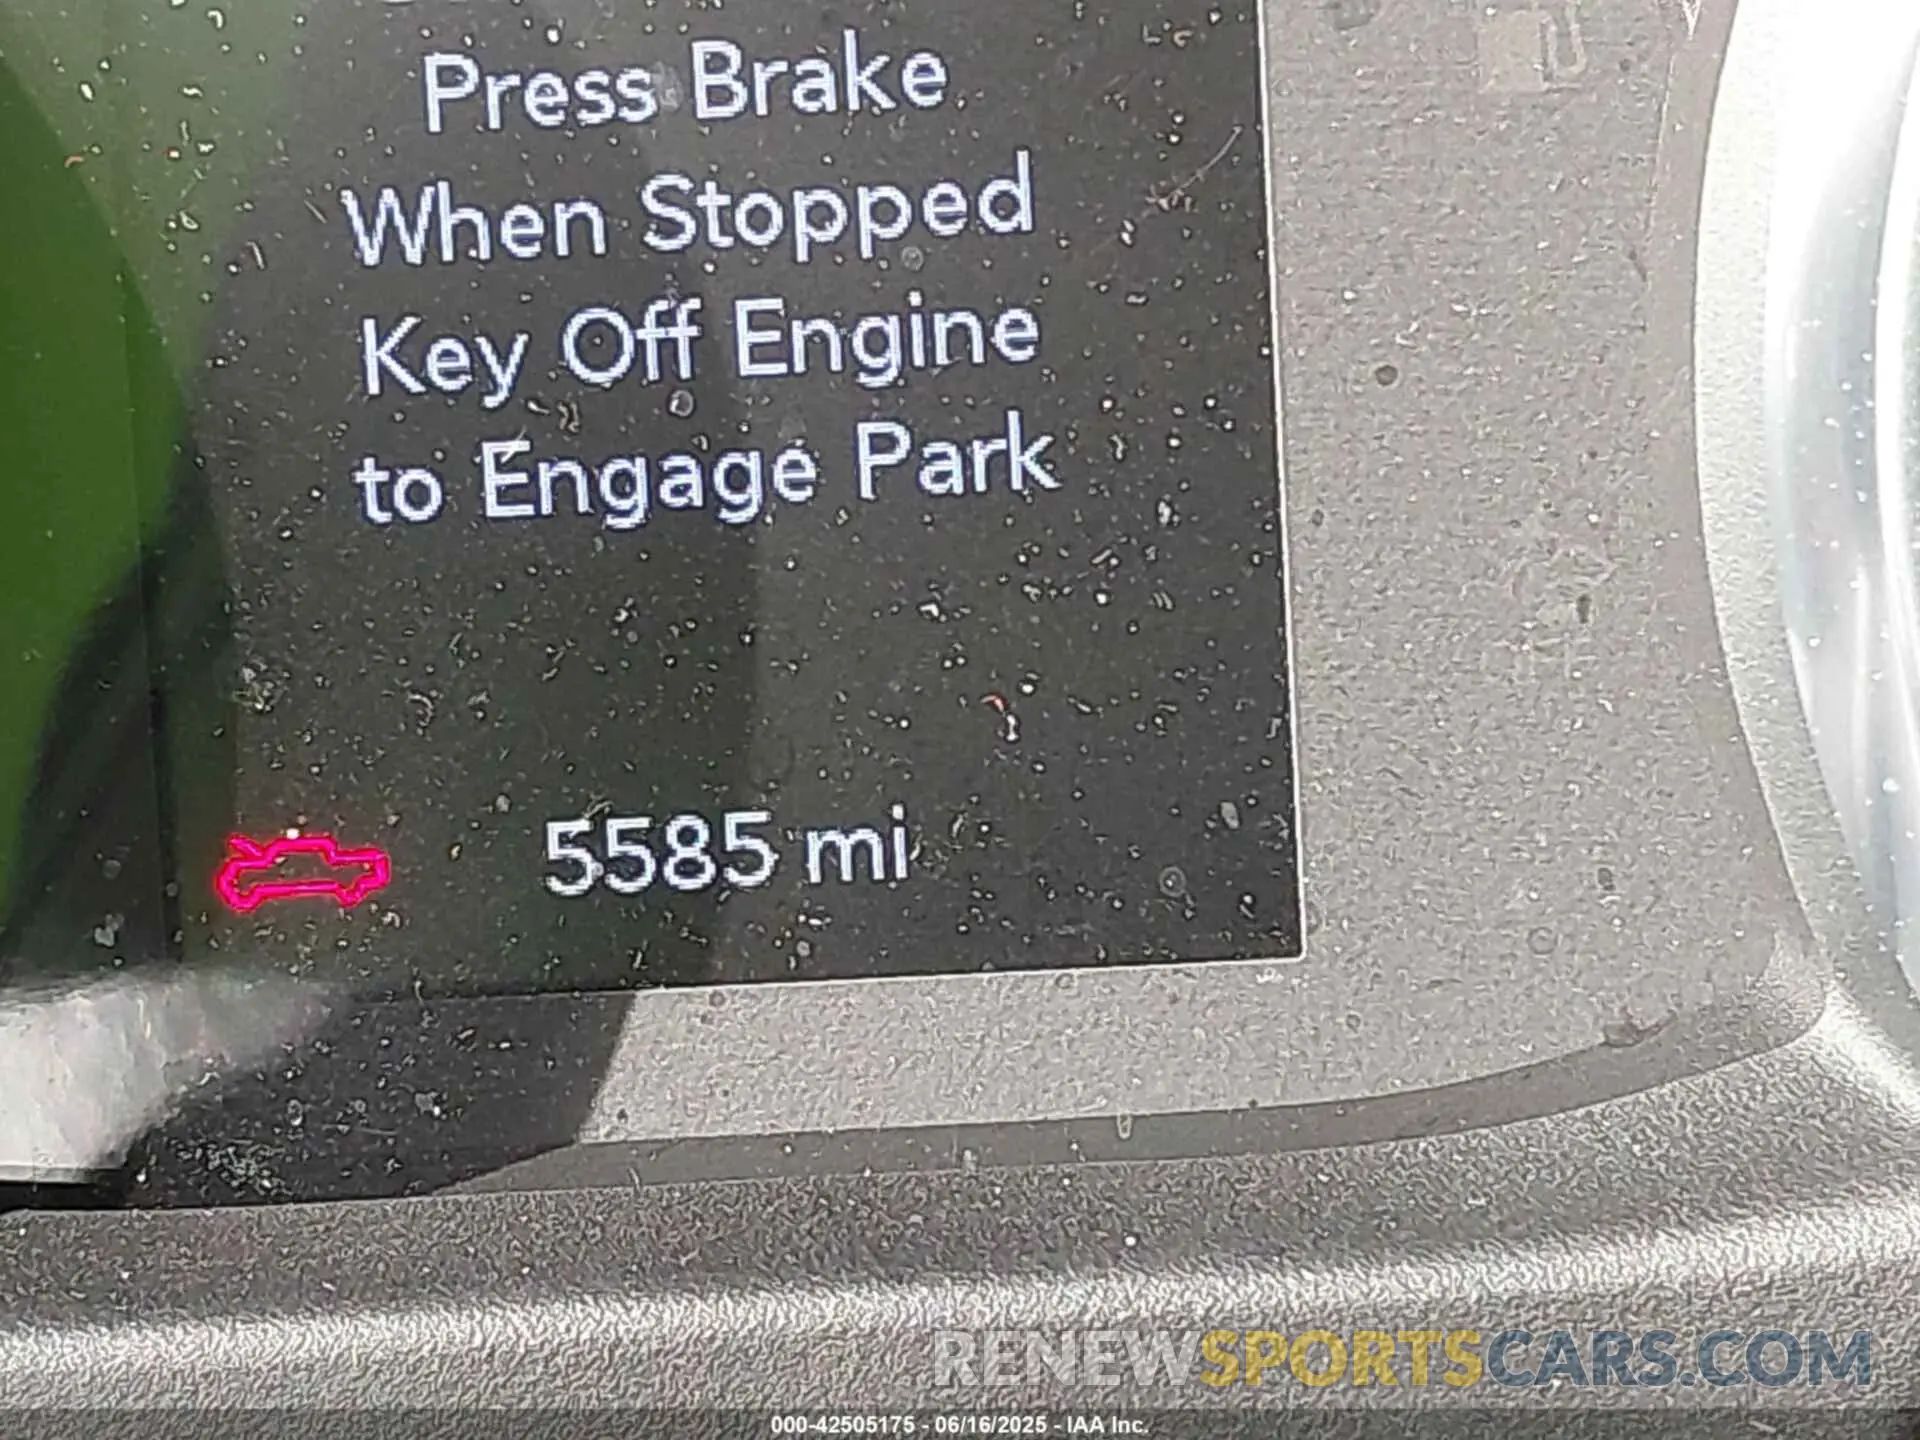 Press Brake
When Stopped
Key Off Engine
to Engage Park
5585 mi
RENEWSPORTSCARS.COM
000-42505175 - 06/16/2025 - IAA Inc.